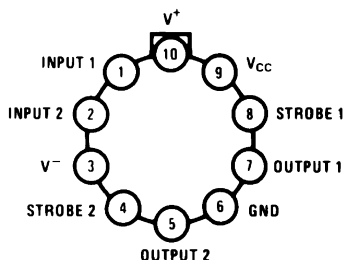 V+
10
INPUT 1
1
9
VCC
INPUT 2
2
8
STROBE 1
V−
3
7
OUTPUT 1
STROBE 2
4
5
6
GND
OUTPUT 2